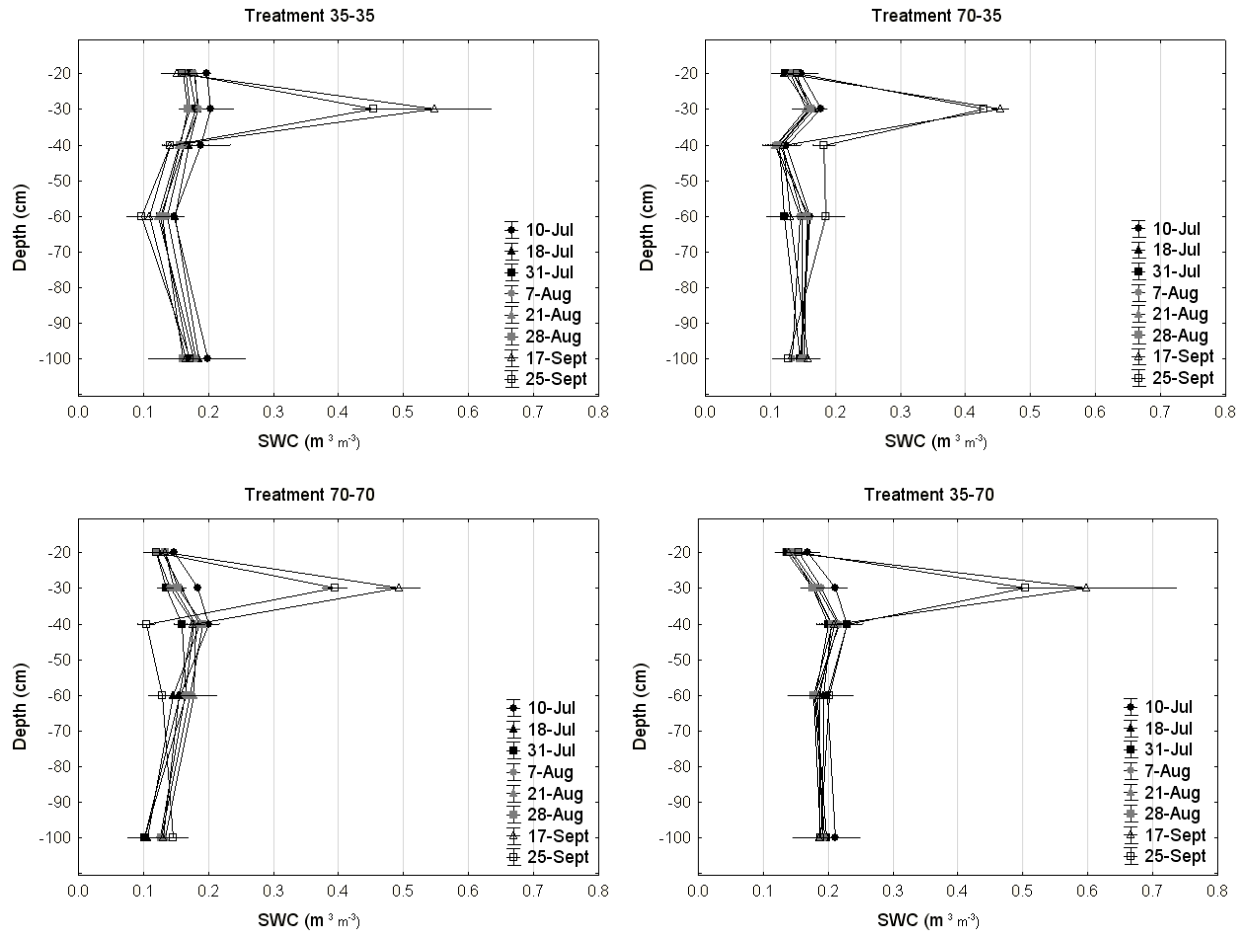 Treatment 35-35
-20
-30
-40
-50
-60
-70
-80
-90
-100
Depth (cm)
0.0 0.1 0.2 0.3 0.4 0.5 0.6 0.7 0.8
SWC (m ³ m⁻³)
10-Jul
18-Jul
31-Jul
7-Aug
21-Aug
28-Aug
17-Sept
25-Sept
Treatment 70-35
-20
-30
-40
-50
-60
-70
-80
-90
-100
Depth (cm)
0.0 0.1 0.2 0.3 0.4 0.5 0.6 0.7 0.8
SWC (m ³ m⁻³)
10-Jul
18-Jul
31-Jul
7-Aug
21-Aug
28-Aug
17-Sept
25-Sept
Treatment 70-70
-20
-30
-40
-50
-60
-70
-80
-90
-100
Depth (cm)
0.0 0.1 0.2 0.3 0.4 0.5 0.6 0.7 0.8
SWC (m ³ m⁻³)
10-Jul
18-Jul
31-Jul
7-Aug
21-Aug
28-Aug
17-Sept
25-Sept
Treatment 35-70
-20
-30
-40
-50
-60
-70
-80
-90
-100
Depth (cm)
0.0 0.1 0.2 0.3 0.4 0.5 0.6 0.7 0.8
SWC (m ³ m⁻³)
10-Jul
18-Jul
31-Jul
7-Aug
21-Aug
28-Aug
17-Sept
25-Sept